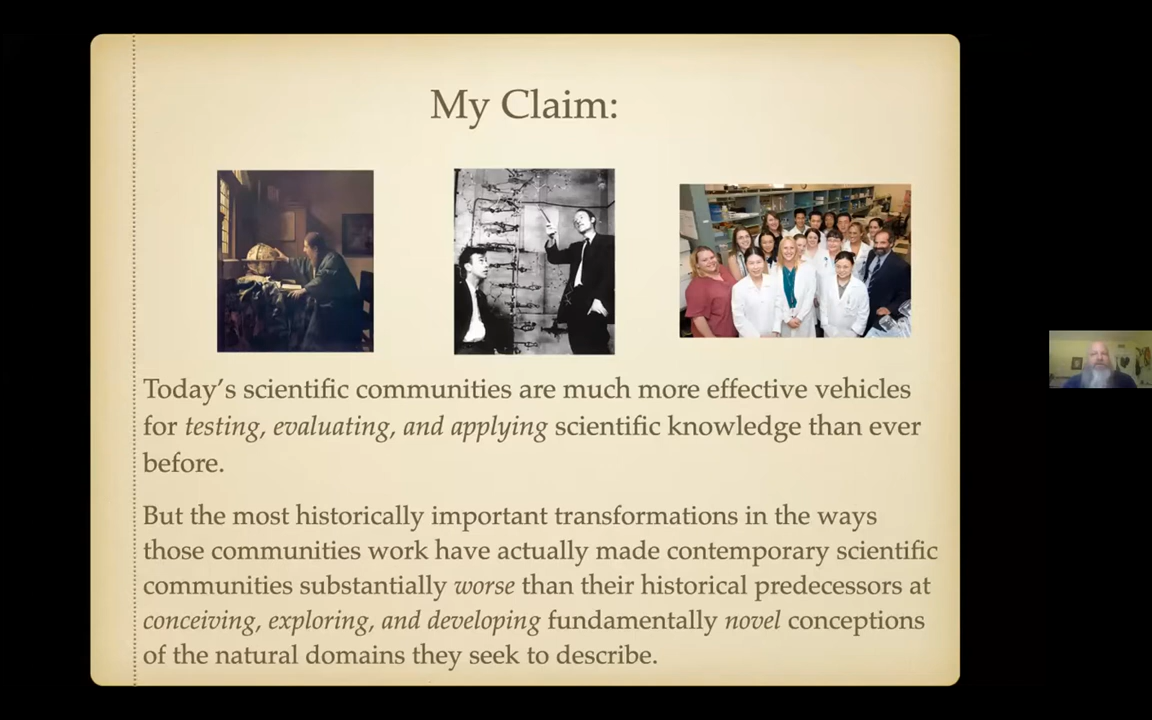 My Claim:
Today's scientific communities are much more effective vehicles
for testing, evaluating, and applying scientific knowledge than ever
before.
But the most historically important transformations in the ways
those communities work have actually made contemporary scientific
communities substantially worse than their historical predecessors at
conceiving, exploring, and developing fundamentally novel conceptions
of the natural domains they seek to describe.